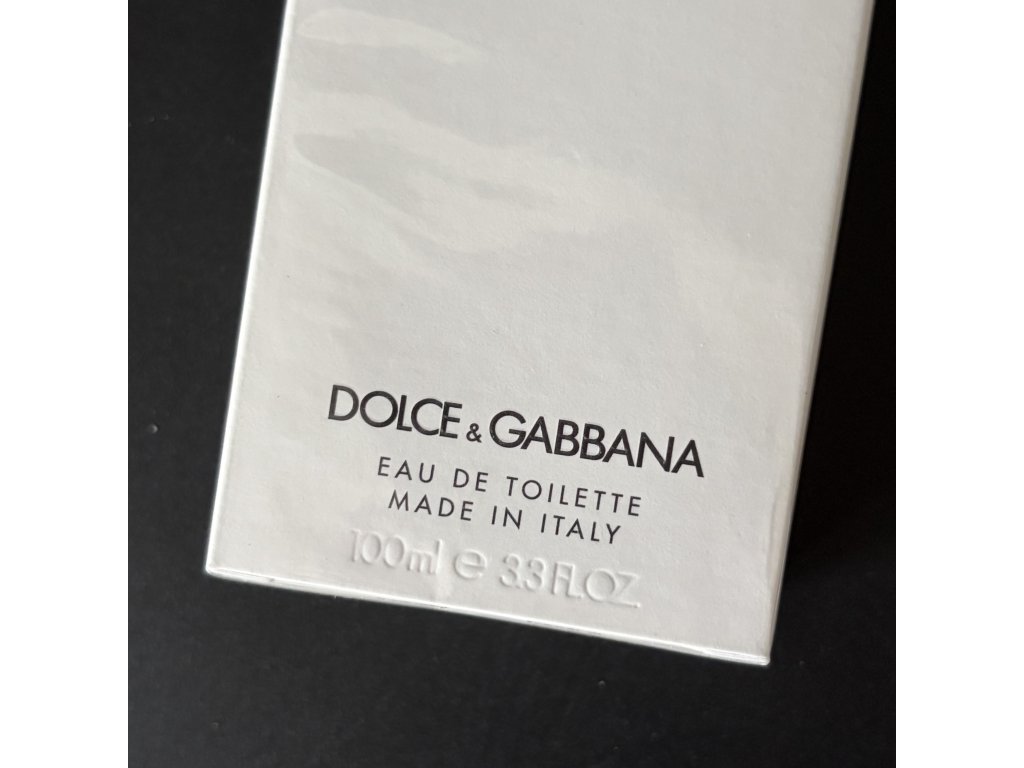 DOLCE & GABBANA
EAU DE TOILETTE
MADE IN ITALY
100ml e 3.3 FL.OZ.